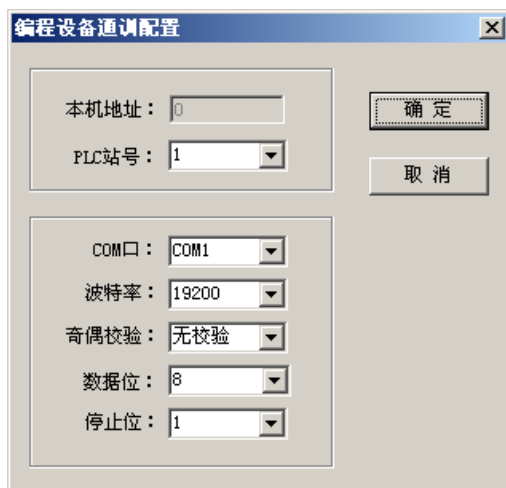 编程设备通训配置
本机地址： 0
PLC站号： 1
确 定
取 消
COM口： COM1
波特率： 19200
奇偶校验： 无校验
数据位： 8
停止位： 1